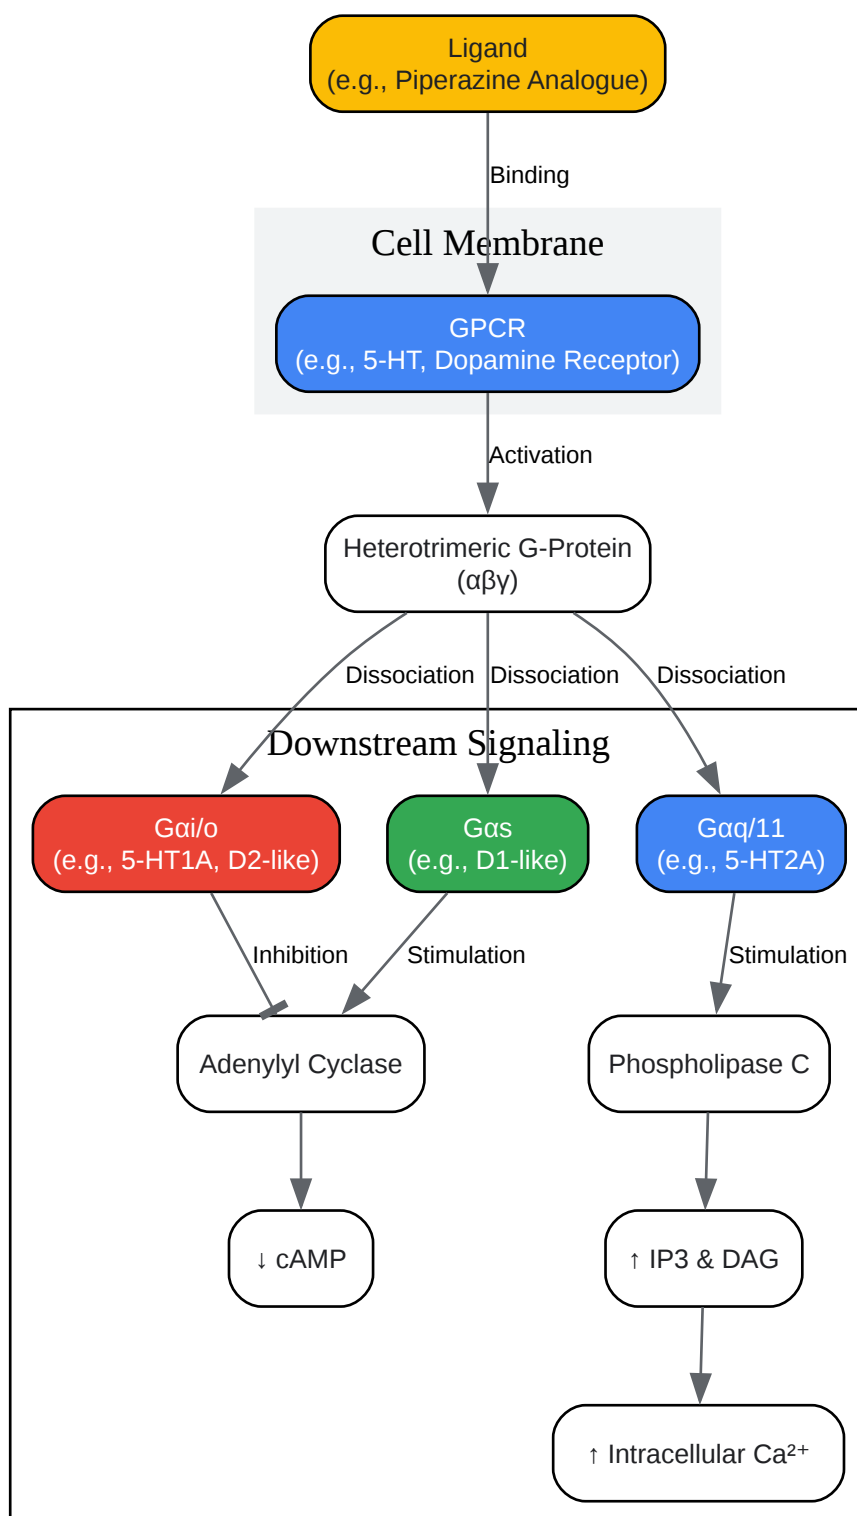 Ligand
(e.g., Piperazine Analogue)
Binding
Cell Membrane
GPCR
(e.g., 5-HT, Dopamine Receptor)
Activation
Heterotrimeric G-Protein
(αβγ)
Dissociation
Dissociation
Dissociation
Downstream Signaling
Gαi/o
(e.g., 5-HT1A, D2-like)
Gαs
(e.g., D1-like)
Gαq/11
(e.g., 5-HT2A)
Inhibition
Stimulation
Stimulation
Adenylyl Cyclase
Phospholipase C
↓ cAMP
↑ IP3 & DAG
↑ Intracellular Ca²⁺